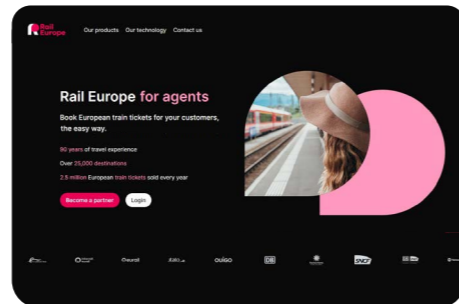 Rail
Europe
Our products Our technology Contact us
Rail Europe for agents
Book European train tickets for your customers,
the easy way.
90 years of travel experience
Over 25,000 destinations
2.5 million European train tickets sold every year
Become a partner Login
eurail italo OUIGO DB SNCF